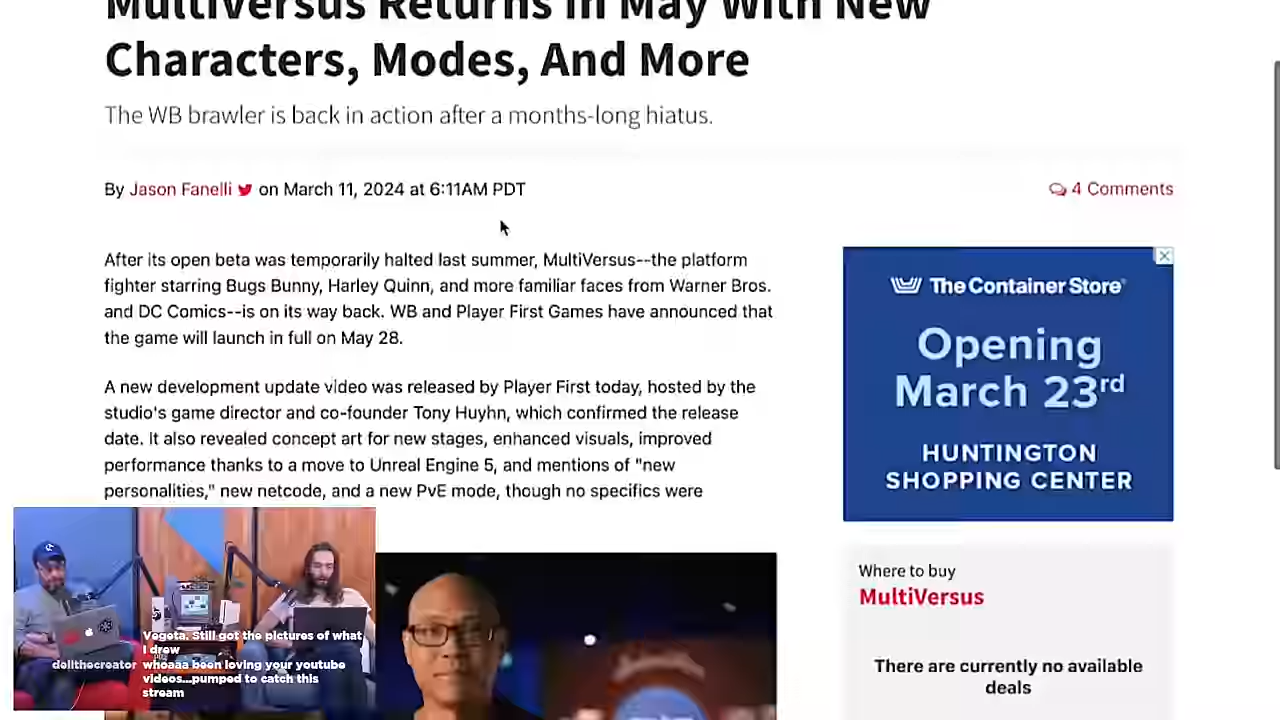 MultiVersus Returns In May With New
Characters, Modes, And More
The WB brawler is back in action after a months-long hiatus.
By Jason Fanelli on March 11, 2024 at 6:11AM PDT
4 Comments
After its open beta was temporarily halted last summer, MultiVersus--the platform
fighter starring Bugs Bunny, Harley Quinn, and more familiar faces from Warner Bros.
and DC Comics--is on its way back. WB and Player First Games have announced that
the game will launch in full on May 28.
A new development update video was released by Player First today, hosted by the
studio's game director and co-founder Tony Huyhn, which confirmed the release
date. It also revealed concept art for new stages, enhanced visuals, improved
performance thanks to a move to Unreal Engine 5, and mentions of "new
personalities," new netcode, and a new PvE mode, though no specifics were
The Container Store
Opening
March 23rd
HUNTINGTON
SHOPPING CENTER
Where to buy
MultiVersus
There are currently no available
deals
Vegeta. Still got the pictures of what
I drew
dellthecreator whoaaa been loving your youtube
videos...pumped to catch this
stream